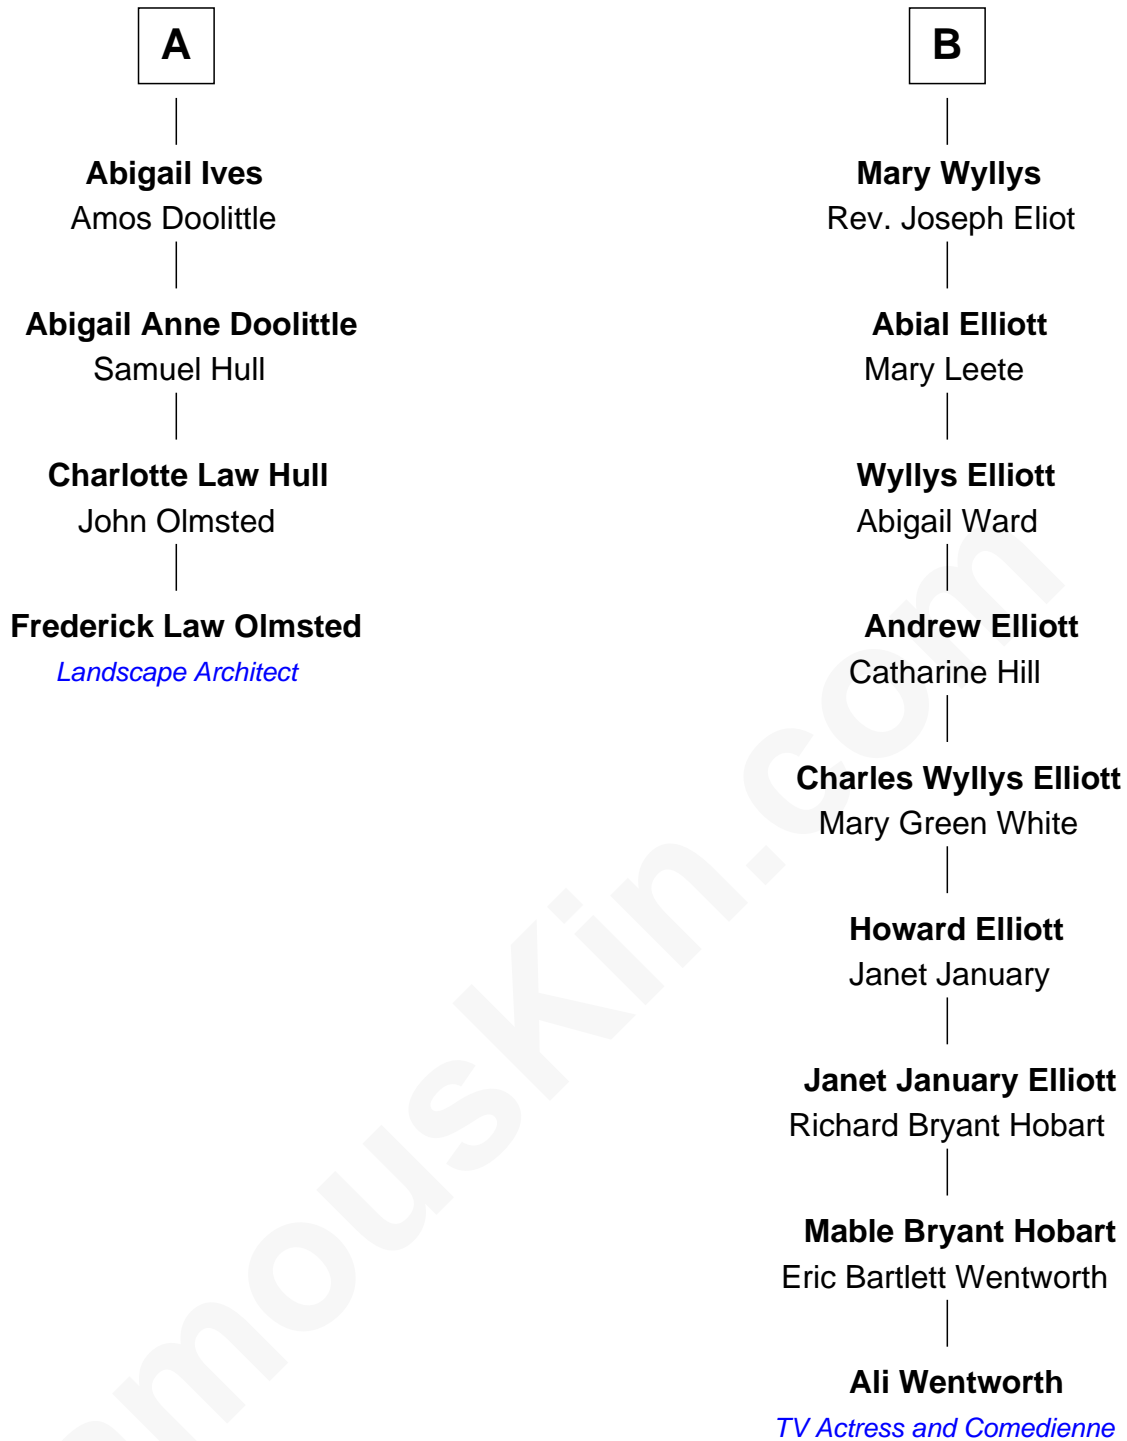 A
Abigail Ives
Amos Doolittle
Abigail Anne Doolittle
Samuel Hull
Charlotte Law Hull
John Olmsted
Frederick Law Olmsted
Landscape Architect
B
Mary Wyllys
Rev. Joseph Eliot
Abial Elliott
Mary Leete
Wyllys Elliott
Abigail Ward
Andrew Elliott
Catharine Hill
Charles Wyllys Elliott
Mary Green White
Howard Elliott
Janet January
Janet January Elliott
Richard Bryant Hobart
Mable Bryant Hobart
Eric Bartlett Wentworth
Ali Wentworth
TV Actress and Comedienne
amouskin.com